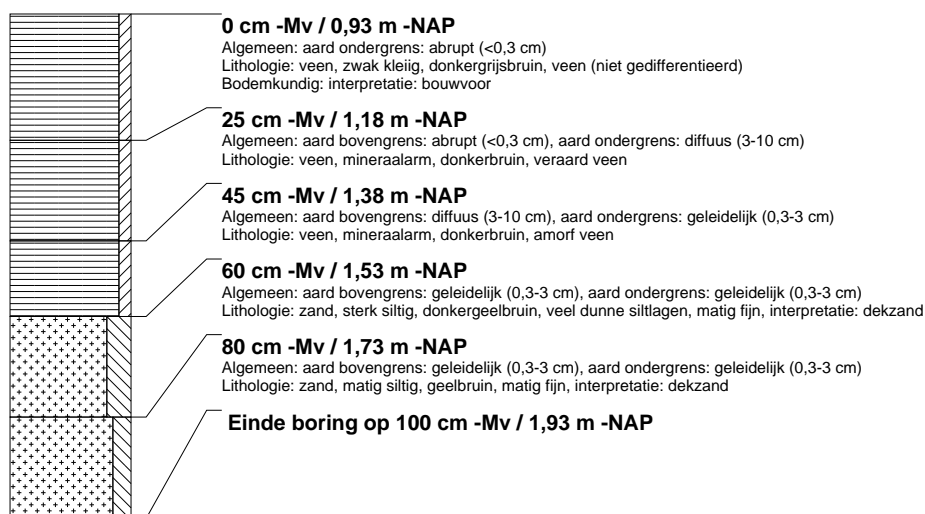 0 cm -Mv / 0,93 m -NAP
Algemeen: aard ondergrens: abrupt (<0,3 cm)
Lithologie: veen, zwak kleiig, donkergrijsbruin, veen (niet gedifferentieerd)
Bodemkundig: interpretatie: bouwvoor
25 cm -Mv / 1,18 m -NAP
Algemeen: aard bovengrens: abrupt (<0,3 cm), aard ondergrens: diffuus (3-10 cm)
Lithologie: veen, mineraalarm, donkerbruin, veraard veen
45 cm -Mv / 1,38 m -NAP
Algemeen: aard bovengrens: diffuus (3-10 cm), aard ondergrens: geleidelijk (0,3-3 cm)
Lithologie: veen, mineraalarm, donkerbruin, amorf veen
60 cm -Mv / 1,53 m -NAP
Algemeen: aard bovengrens: geleidelijk (0,3-3 cm), aard ondergrens: geleidelijk (0,3-3 cm)
Lithologie: zand, sterk siltig, donkergeelbruin, veel dunne siltlagen, matig fijn, interpretatie: dekzand
80 cm -Mv / 1,73 m -NAP
Algemeen: aard bovengrens: geleidelijk (0,3-3 cm), aard ondergrens: geleidelijk (0,3-3 cm)
Lithologie: zand, matig siltig, geelbruin, matig fijn, interpretatie: dekzand
Einde boring op 100 cm -Mv / 1,93 m -NAP